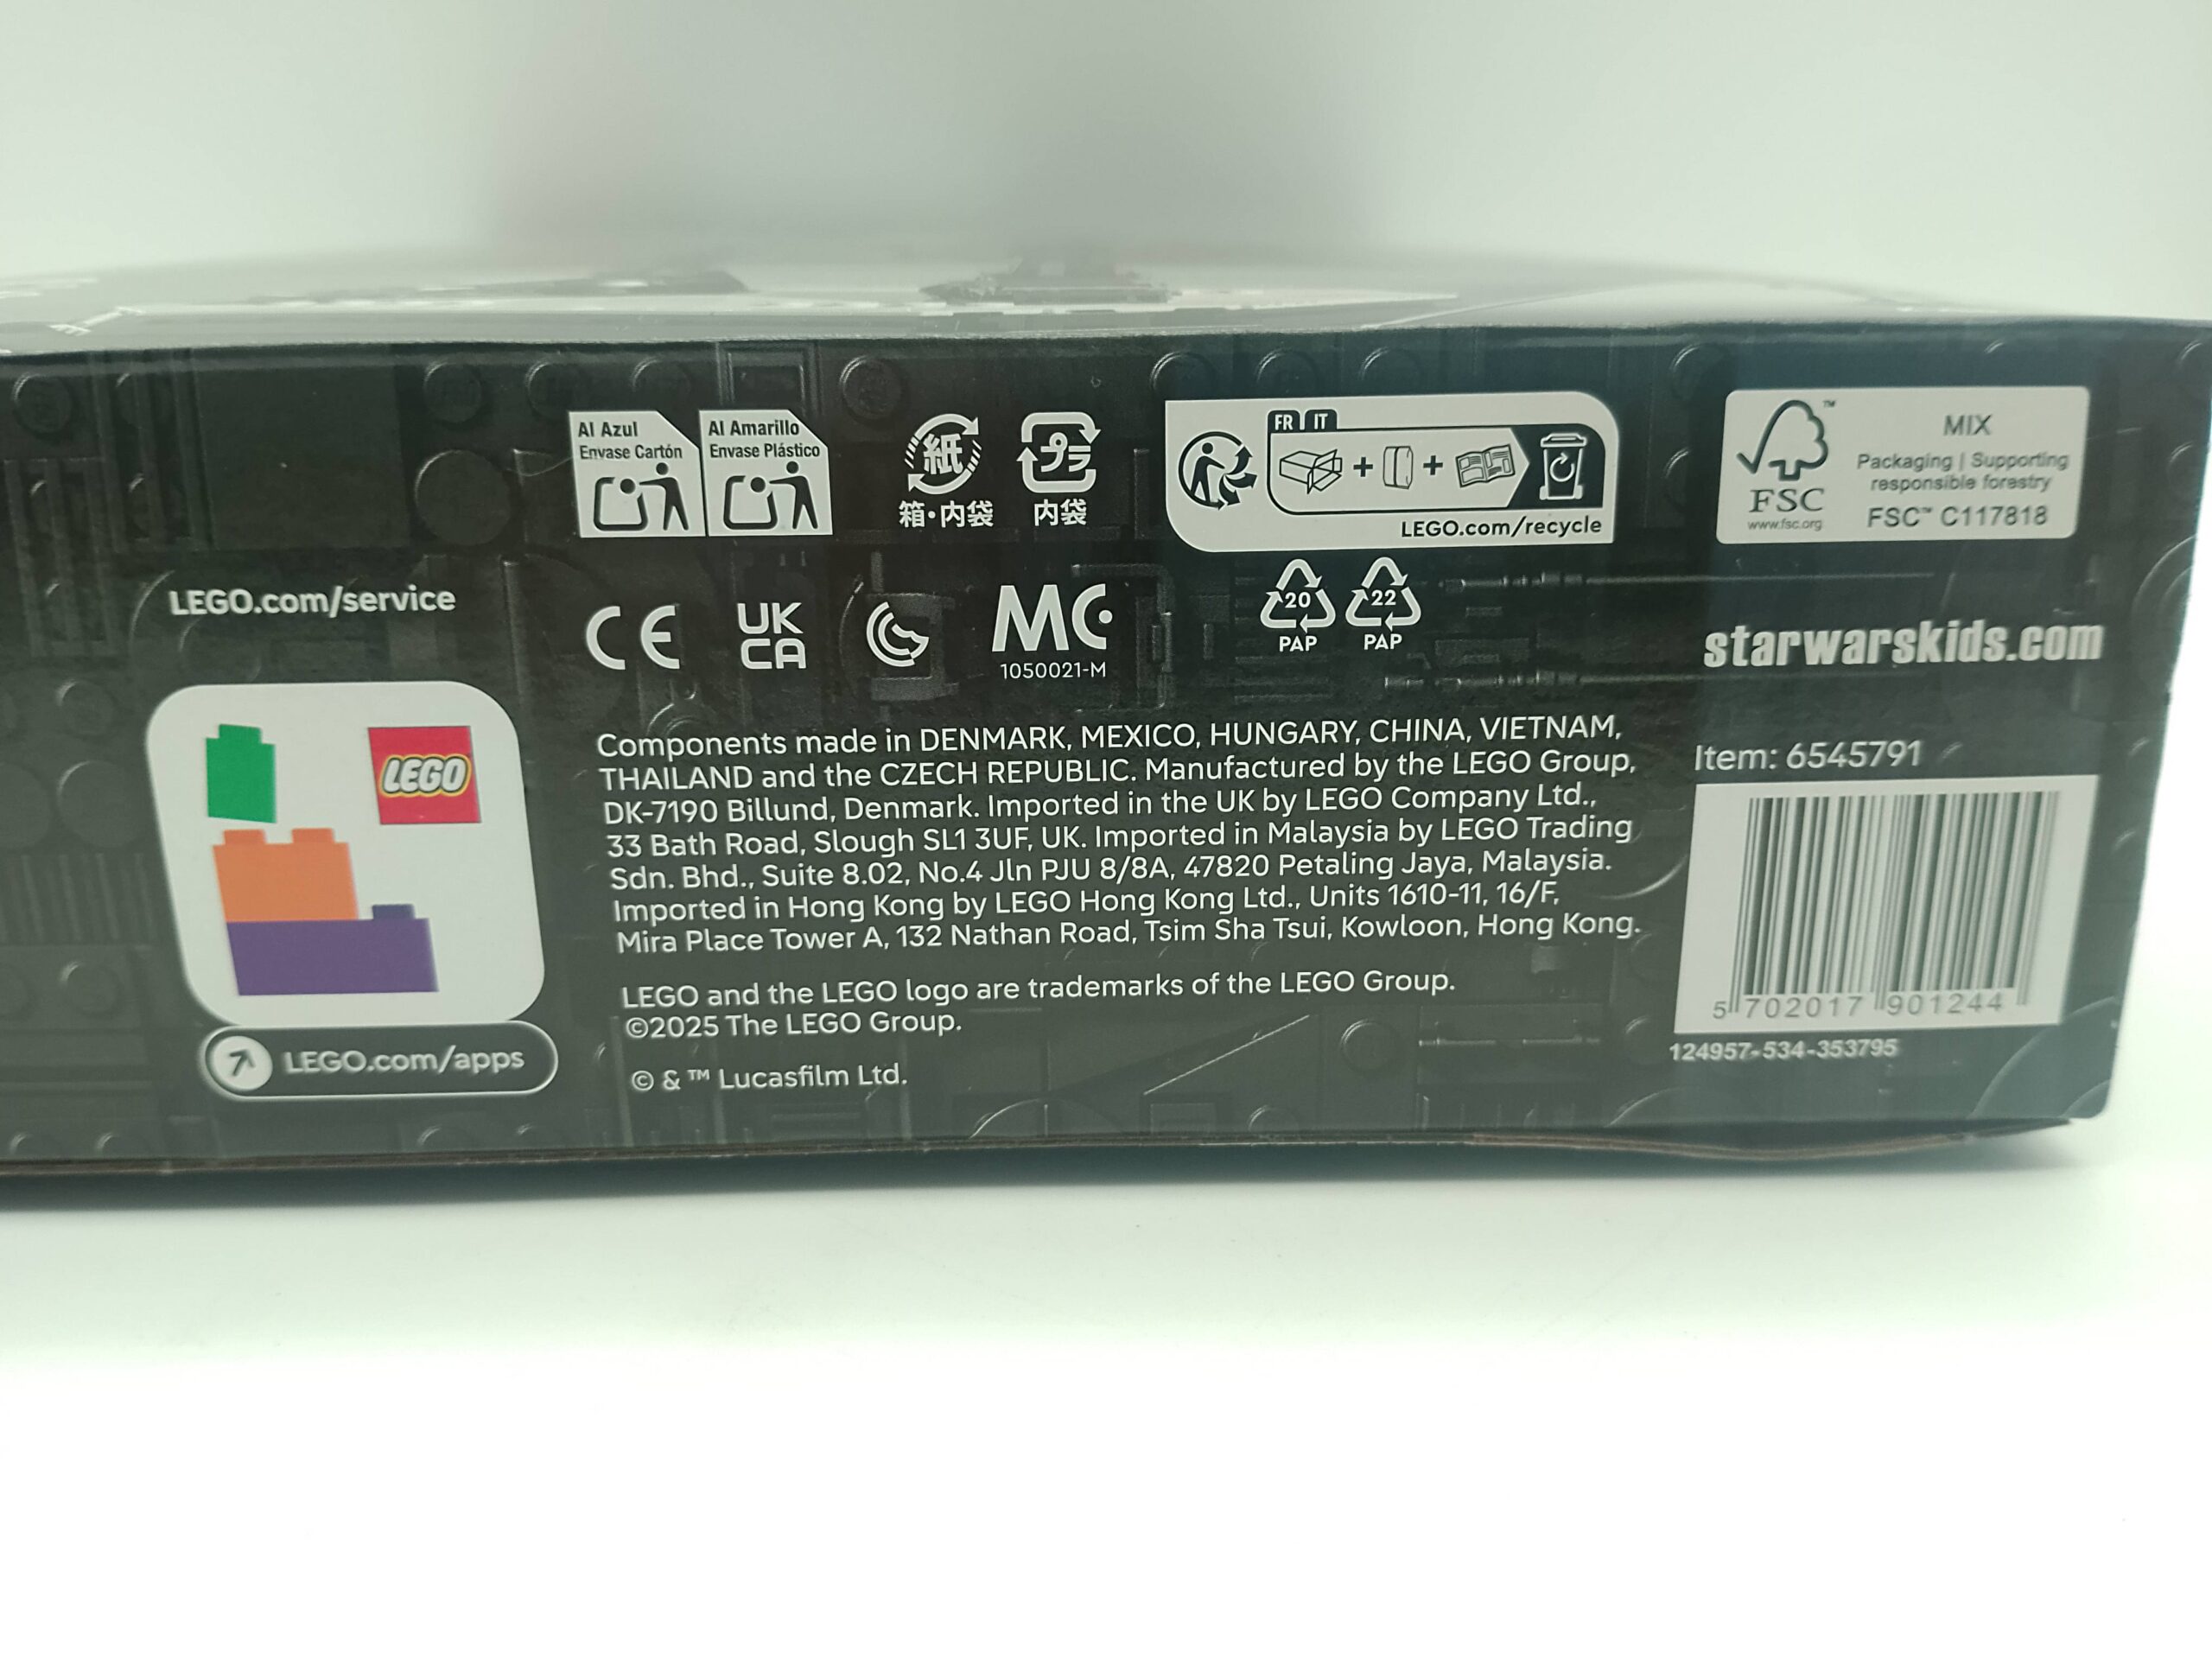 Al Azul
Envase Cartón
Al Amarillo
Envase Plástico
紙
箱・内袋
プラ
内袋
FR IT
LEGO.com/recycle
FSC™
www.fsc.org
MIX
Packaging | Supporting
responsible forestry
FSC™ C117818
LEGO.com/service
CE
UK
CA
MC
1050021-M
20
PAP
22
PAP
starwarskids.com
LEGO
LEGO.com/apps
Components made in DENMARK, MEXICO, HUNGARY, CHINA, VIETNAM,
THAILAND and the CZECH REPUBLIC. Manufactured by the LEGO Group,
DK-7190 Billund, Denmark. Imported in the UK by LEGO Company Ltd.,
33 Bath Road, Slough SL1 3UF, UK. Imported in Malaysia by LEGO Trading
Sdn. Bhd., Suite 8.02, No.4 Jln PJU 8/8A, 47820 Petaling Jaya, Malaysia.
Imported in Hong Kong by LEGO Hong Kong Ltd., Units 1610-11, 16/F,
Mira Place Tower A, 132 Nathan Road, Tsim Sha Tsui, Kowloon, Hong Kong.
LEGO and the LEGO logo are trademarks of the LEGO Group.
©2025 The LEGO Group.
© & ™ Lucasfilm Ltd.
Item: 6545791
5 702017 901244
124957-534-353795